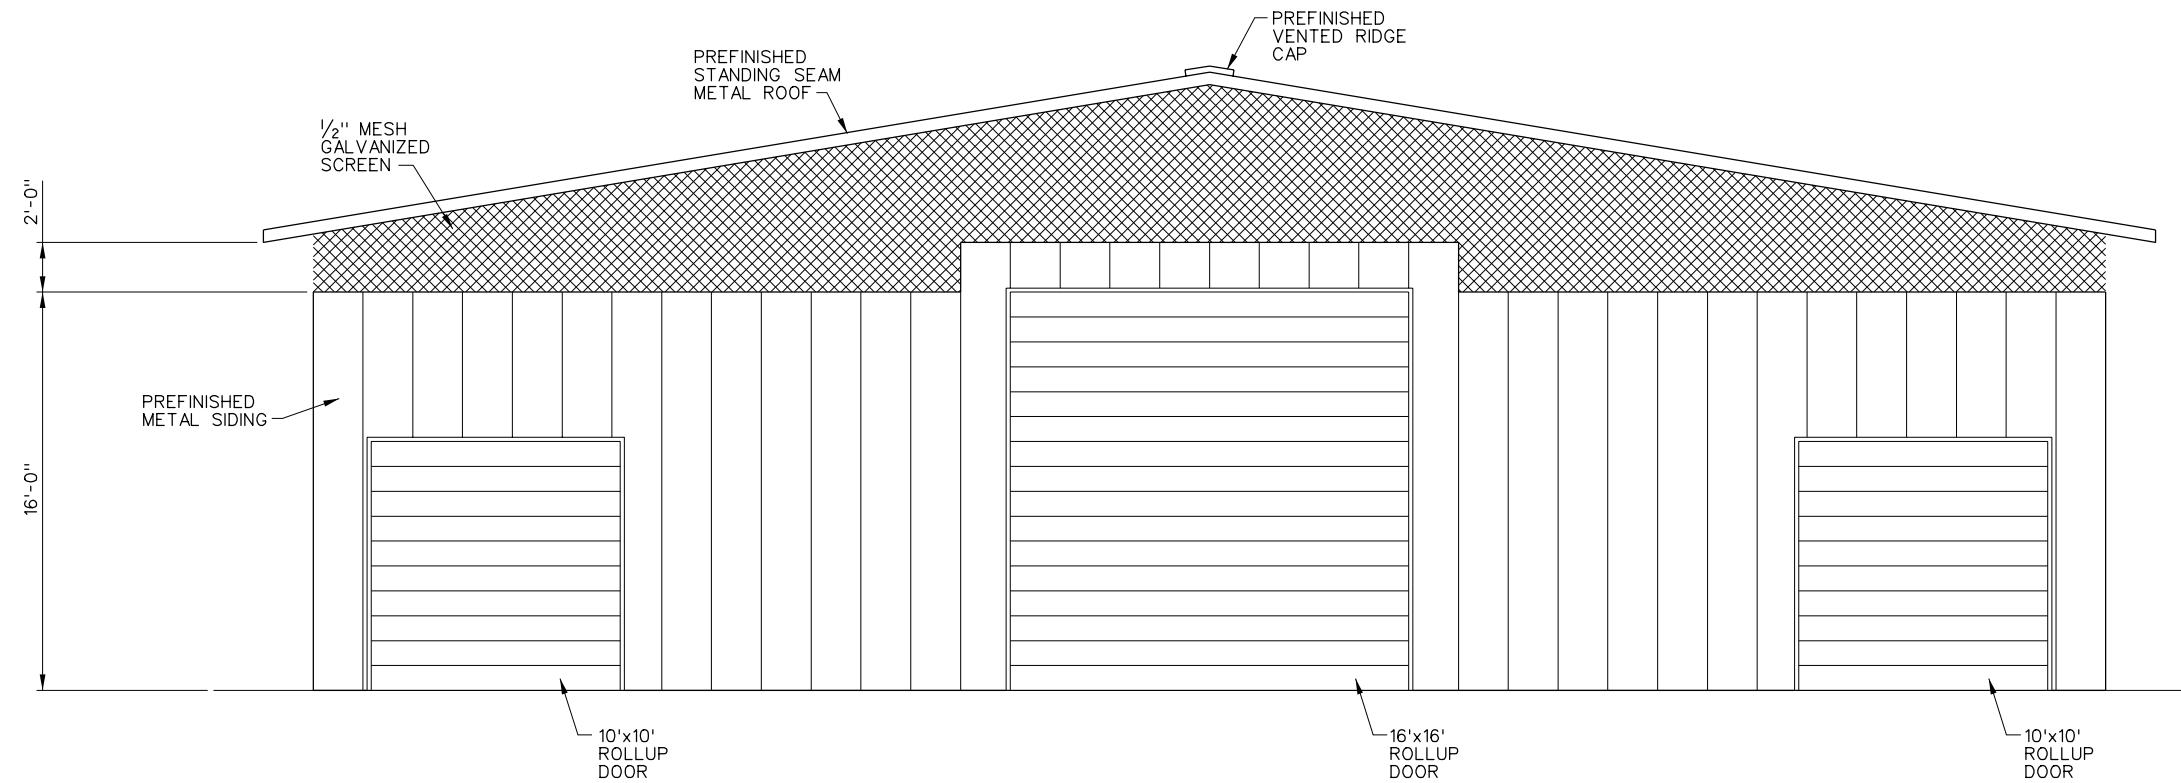 PREFINISHED
VENTED RIDGE
CAP
PREFINISHED
STANDING SEAM
METAL ROOF
1/2" MESH
GALVANIZED
SCREEN
2'-0"
PREFINISHED
METAL SIDING
16'-0"
10'x10'
ROLLUP
DOOR
16'x16'
ROLLUP
DOOR
10'x10'
ROLLUP
DOOR